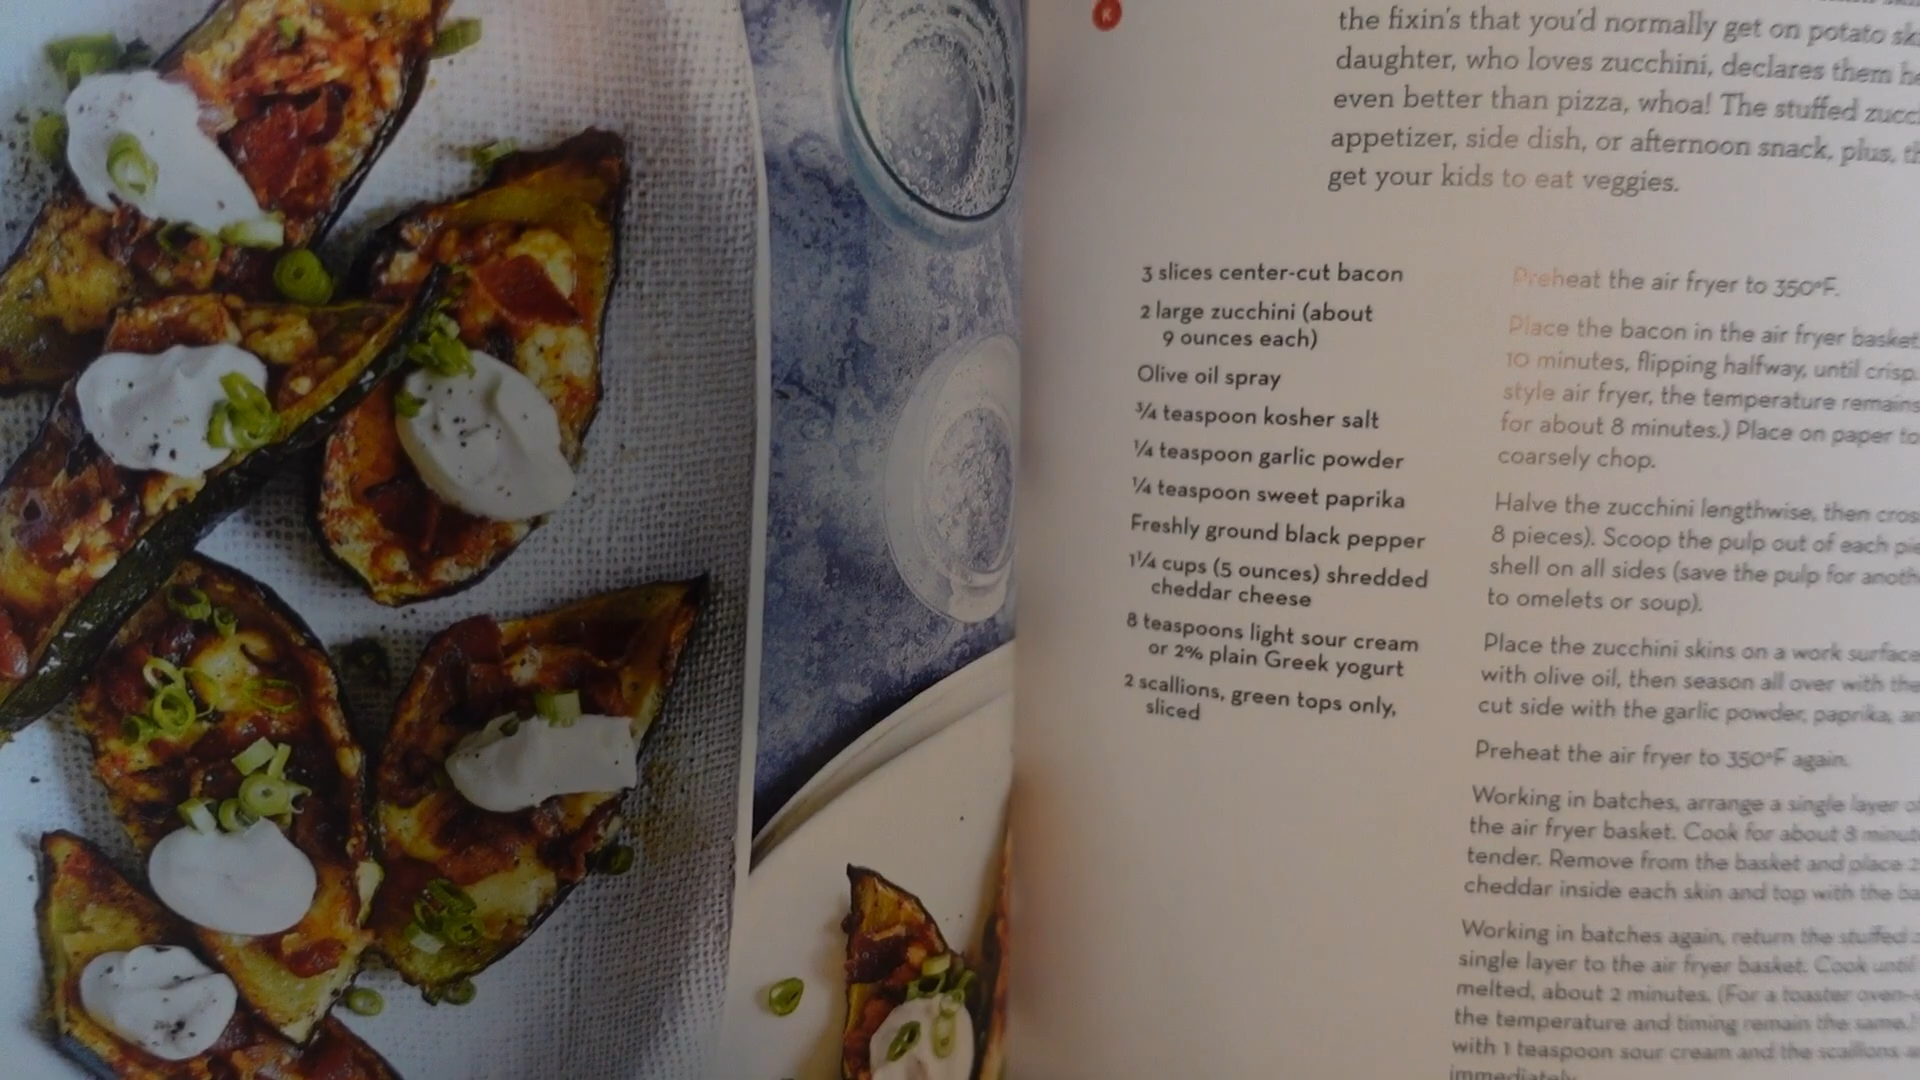 K
the fixin's that you'd normally get on potato
daughter, who loves zucchini, declares them
even better than pizza, whoa! The stuffed
appetizer, side dish, or afternoon snack, plus,
get your kids to eat veggies.
3 slices center-cut bacon
2 large zucchini (about
9 ounces each)
Olive oil spray
¾ teaspoon kosher salt
¼ teaspoon garlic powder
¼ teaspoon sweet paprika
Freshly ground black pepper
1¼ cups (5 ounces) shredded
cheddar cheese
8 teaspoons light sour cream
or 2% plain Greek yogurt
2 scallions, green tops only,
sliced
Preheat the air fryer to 350°F.
Place the bacon in the air fryer basket
10 minutes, flipping halfway, until crisp.
style air fryer, the temperature remains
for about 8 minutes.) Place on paper
coarsely chop.
Halve the zucchini lengthwise, then
8 pieces). Scoop the pulp out of each
shell on all sides (save the pulp for
to omelets or soup).
Place the zucchini skins on a work surface
with olive oil, then season all over with the
cut side with the garlic powder, paprika,
Preheat the air fryer to 350°F again.
Working in batches, arrange a single layer
the air fryer basket. Cook for about 8
tender. Remove from the basket and place
cheddar inside each skin and top with the
Working in batches again, return the stuffed
single layer to the air fryer basket. Cook until
melted, about 2 minutes. (For a toaster
the temperature and timing remain the same.)
with 1 teaspoon sour cream and the scallions
immediately.